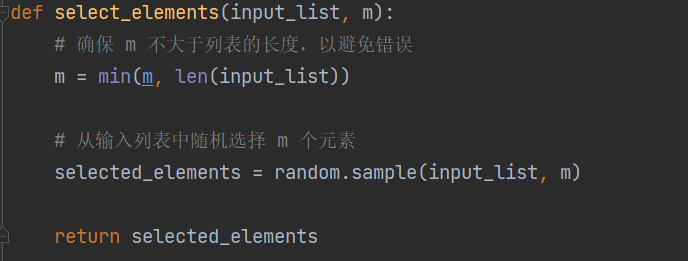 def select_elements(input_list, m):
# 确保 m 不大于列表的长度，以避免错误
m = min(m, len(input_list))
# 从输入列表中随机选择 m 个元素
selected_elements = random.sample(input_list, m)
return selected_elements